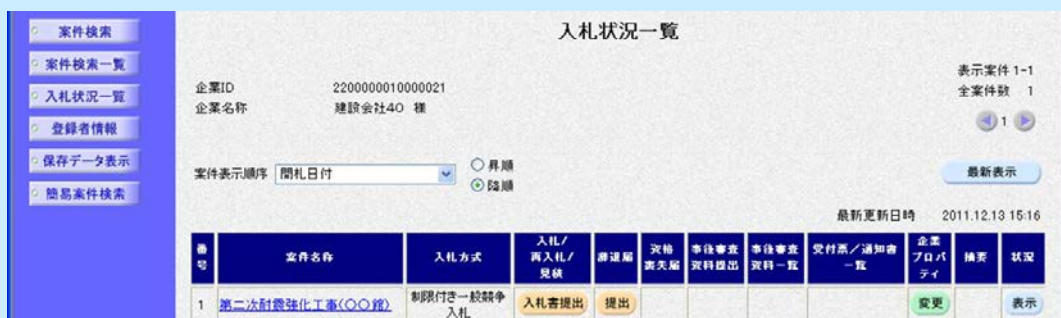 案件検索
案件検索一覧
入札状況一覧
登録者情報
保存データ表示
簡易案件検索
入札状況一覧
表示案件 1-1
全案件数 1
1
企業ID 2200000010000021
企業名称 建設会社40 様
案件表示順序 開札日付
昇順
降順
最新表示
最新更新日時 2011.12.13 15:16
番号
案件名称
入札方式
入札/
再入札/
見積
辞退届
資格
喪失届
事後審査
資料提出
事後審査
資料一覧
受付票/通知書
一覧
企業
プロパ
ティ
摘要
状況
1 第二次耐震強化工事(〇〇館) 制限付き一般競争
入札
入札書提出 提出 変更 表示